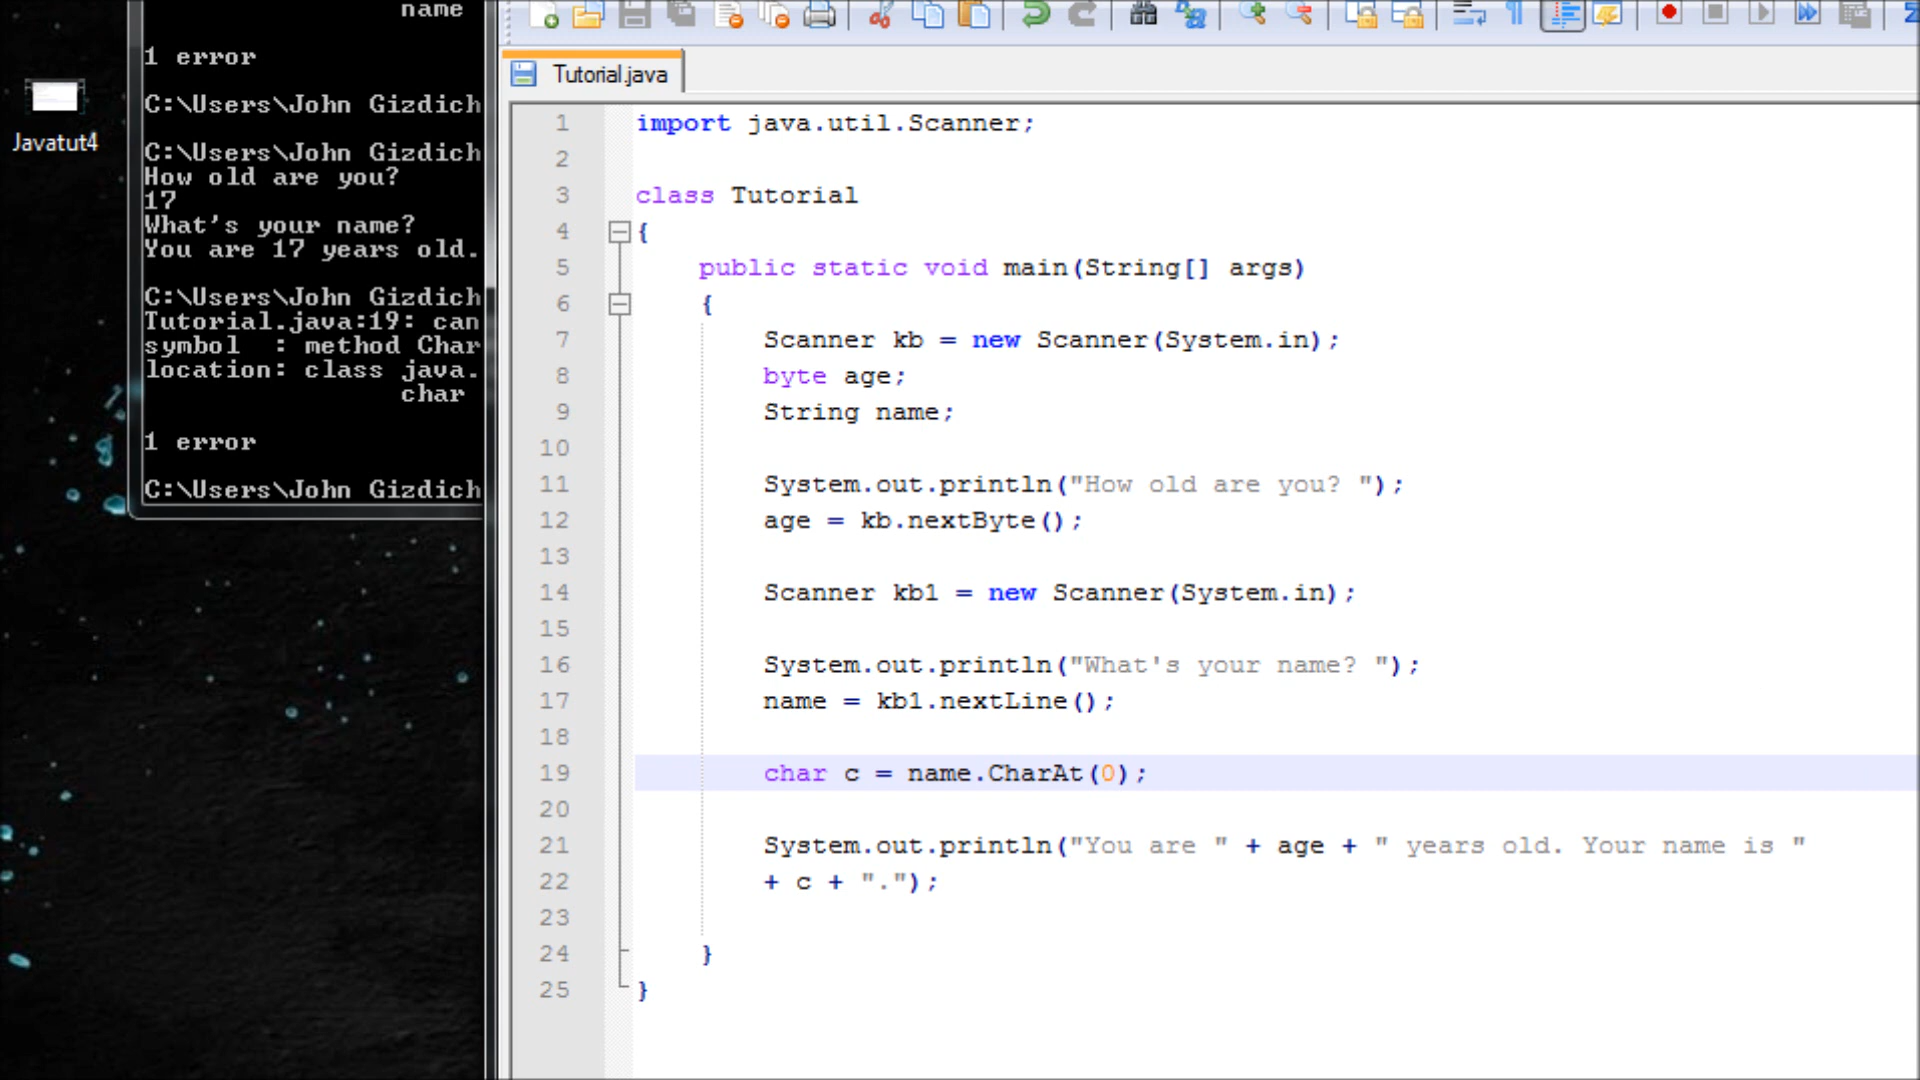 Javatut4
name
1 error
C:\Users\John Gizdich
C:\Users\John Gizdich
How old are you?
17
What's your name?
You are 17 years old.
C:\Users\John Gizdich
Tutorial.java:19: can
symbol  : method Char
location: class java.
char
1 error
C:\Users\John Gizdich
Tutorial.java
1 import java.util.Scanner;
2
3 class Tutorial
4 {
5 public static void main(String[] args)
6 {
7 Scanner kb = new Scanner(System.in);
8 byte age;
9 String name;
10
11 System.out.println("How old are you? ");
12 age = kb.nextByte();
13
14 Scanner kb1 = new Scanner(System.in);
15
16 System.out.println("What's your name? ");
17 name = kb1.nextLine();
18
19 char c = name.CharAt(0);
20
21 System.out.println("You are " + age + " years old. Your name is "
22 + c + ".");
23
24 }
25 }